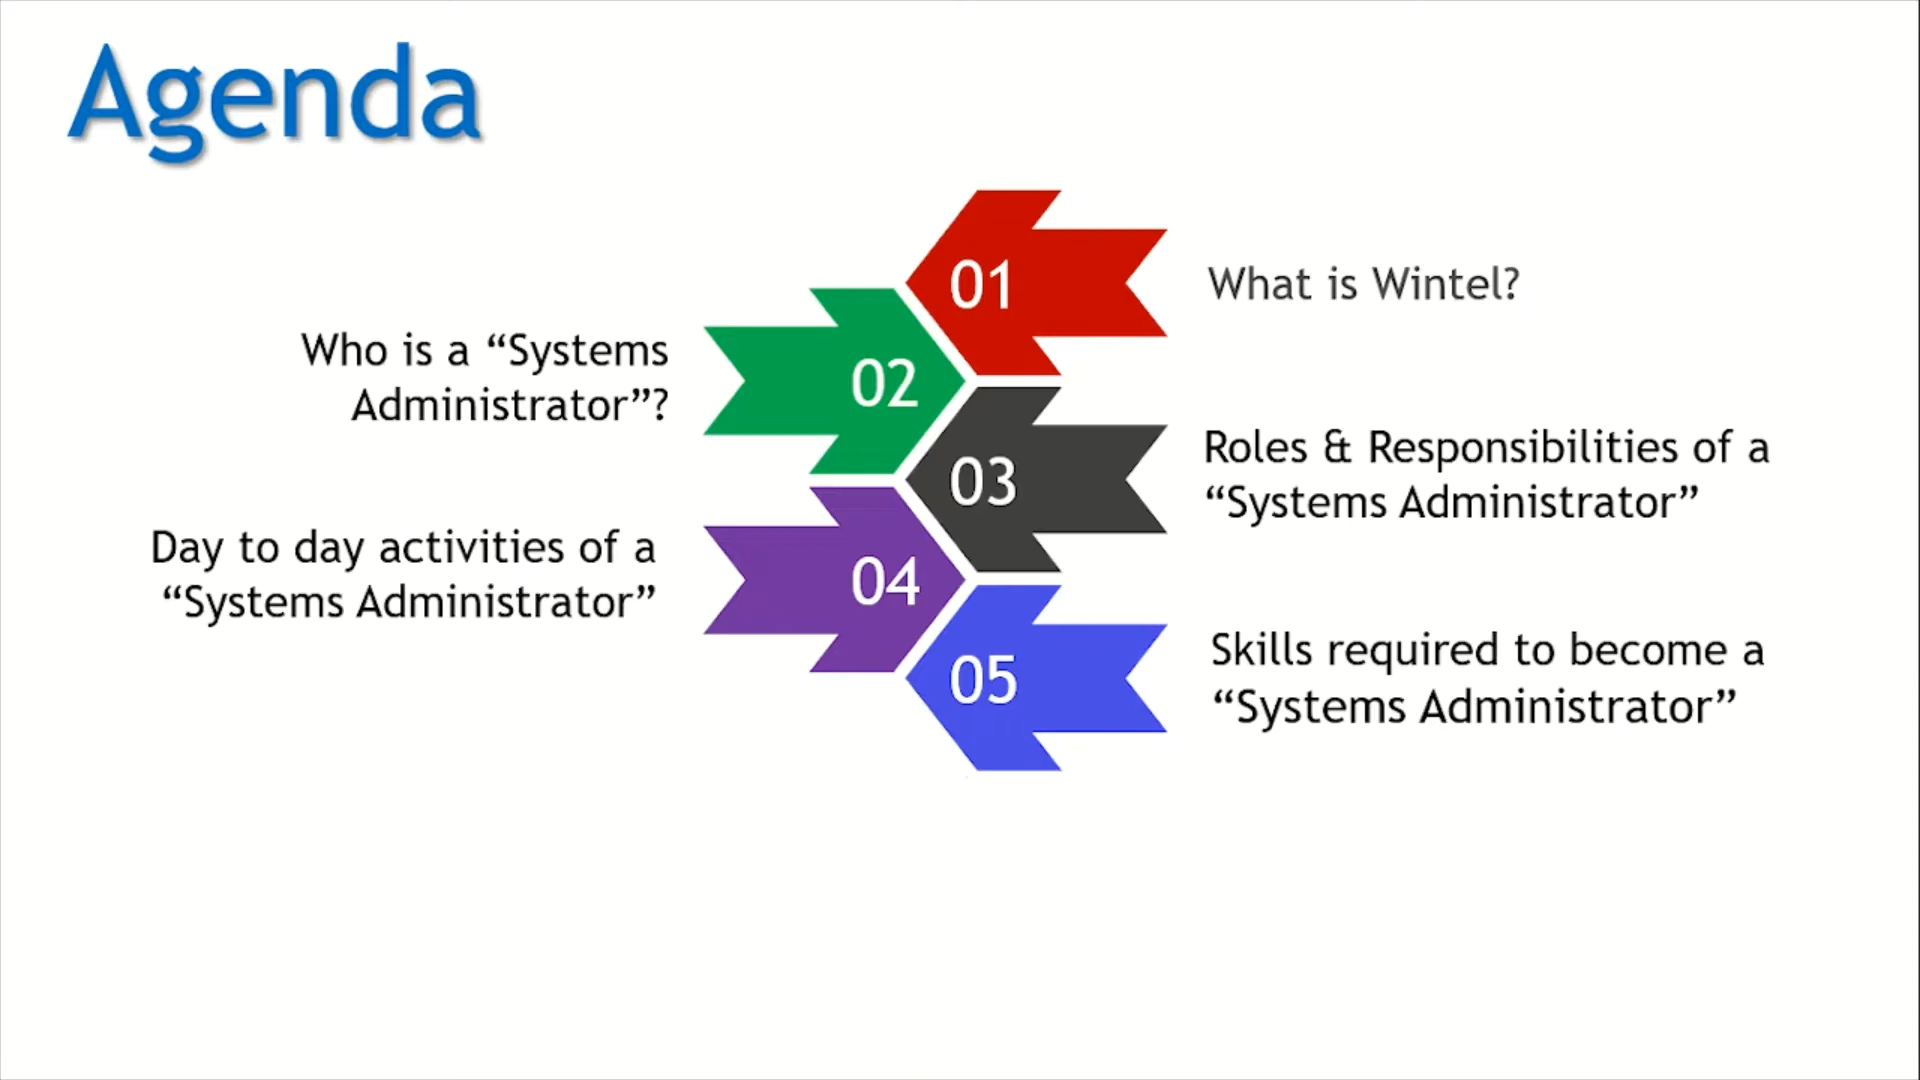 Agenda
01
What is Wintel?
02
Who is a “Systems
Administrator”?
03
Roles & Responsibilities of a
“Systems Administrator”
04
Day to day activities of a
“Systems Administrator”
05
Skills required to become a
“Systems Administrator”